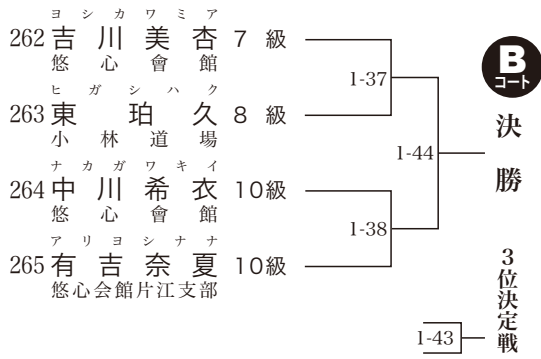 ヨシカワミア
262 吉川美杏 7級
悠心會館
ヒガシハク
263 東珀久 8級
小林道場
ナカガワキイ
264 中川希衣 10級
悠心會館
アリヨシナナ
265 有吉奈夏 10級
悠心会館片江支部
1-37
1-38
1-44
1-43
B
コート
決勝
3位決定戦